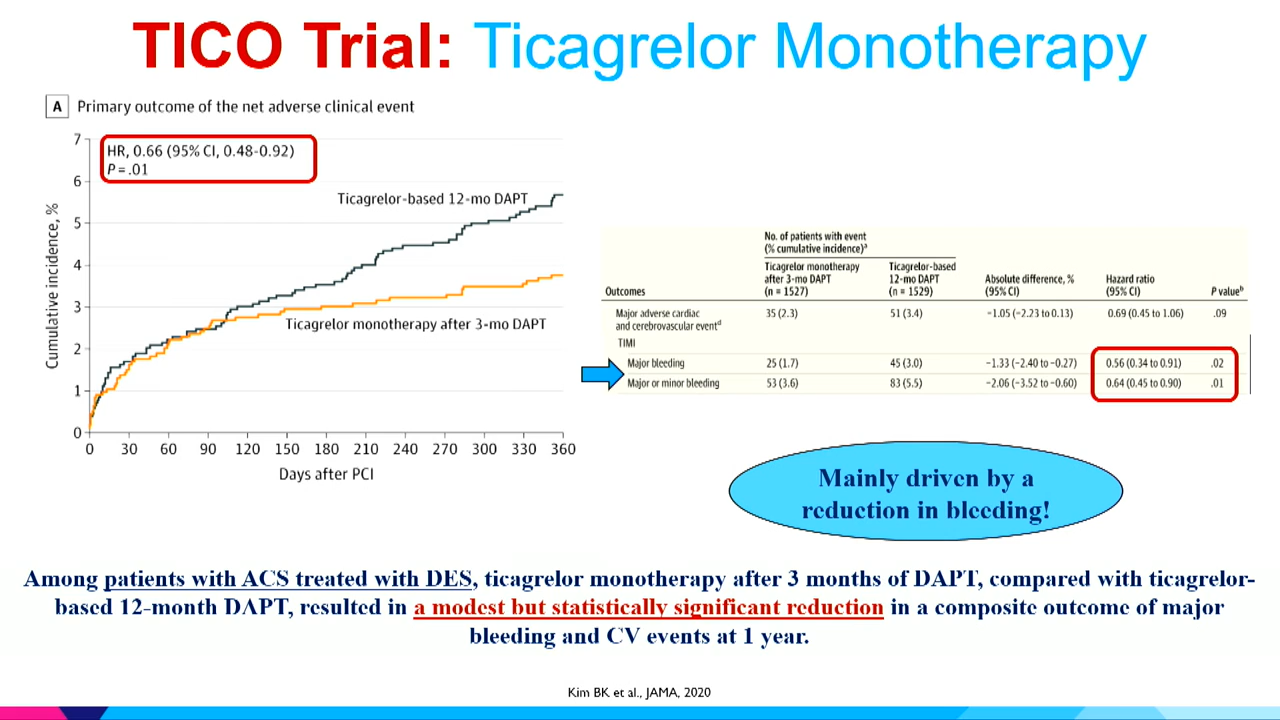 TICO Trial: Ticagrelor Monotherapy
A Primary outcome of the net adverse clinical event
HR, 0.66 (95% CI, 0.48-0.92)
P = .01
Cumulative incidence, %
7
6
5
4
3
2
1
0
Ticagrelor-based 12-mo DAPT
Ticagrelor monotherapy after 3-mo DAPT
0 30 60 90 120 150 180 210 240 270 300 330 360
Days after PCI
No. of patients with event
(% cumulative incidence)a
Ticagrelor monotherapy Ticagrelor-based
after 3-mo DAPT 12-mo DAPT Absolute difference, % Hazard ratio
Outcomes (n = 1527) (n = 1529) (95% CI) (95% CI) P valueb
Major adverse cardiac 35 (2.3) 51 (3.4) −1.05 (−2.23 to 0.13) 0.69 (0.45 to 1.06) .09
and cerebrovascular eventd
TIMI
Major bleeding 25 (1.7) 45 (3.0) −1.33 (−2.40 to −0.27) 0.56 (0.34 to 0.91) .02
Major or minor bleeding 53 (3.6) 83 (5.5) −2.06 (−3.52 to −0.60) 0.64 (0.45 to 0.90) .01
Mainly driven by a
reduction in bleeding!
Among patients with ACS treated with DES, ticagrelor monotherapy after 3 months of DAPT, compared with ticagrelor-
based 12-month DAPT, resulted in a modest but statistically significant reduction in a composite outcome of major
bleeding and CV events at 1 year.
Kim BK et al., JAMA, 2020